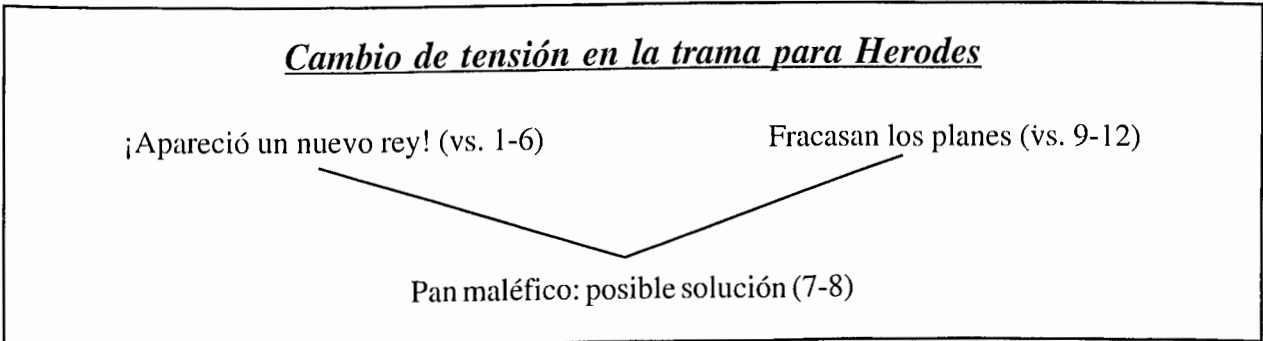 Cambio de tensión en la trama para Herodes
¡Apareció un nuevo rey! (vs. 1-6)
Fracasan los planes (vs. 9-12)
Pan maléfico: posible solución (7-8)